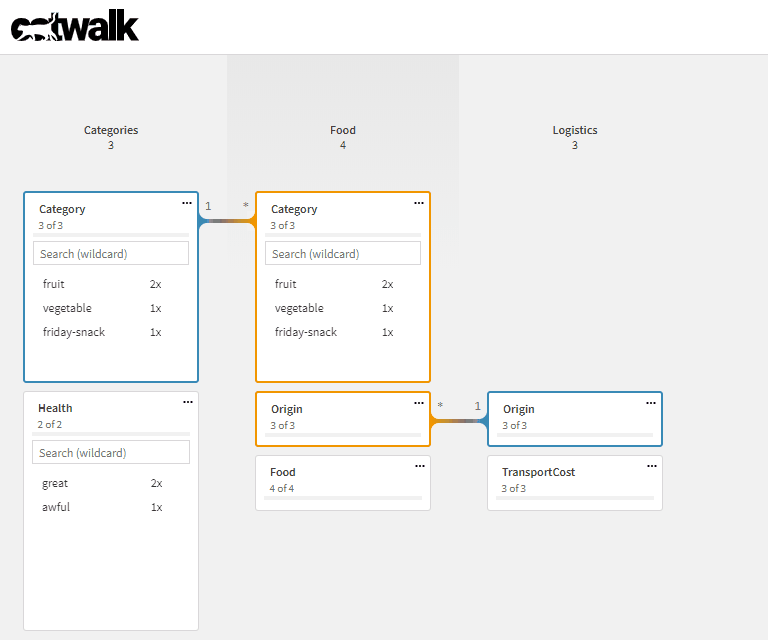 catwalk
Categories
3
Food
4
Logistics
3
Category
3 of 3
Search (wildcard)
fruit 2x
vegetable 1x
friday-snack 1x
1 *
Category
3 of 3
Search (wildcard)
fruit 2x
vegetable 1x
friday-snack 1x
Health
2 of 2
Search (wildcard)
great 2x
awful 1x
Origin
3 of 3
* 1
Origin
3 of 3
Food
4 of 4
TransportCost
3 of 3